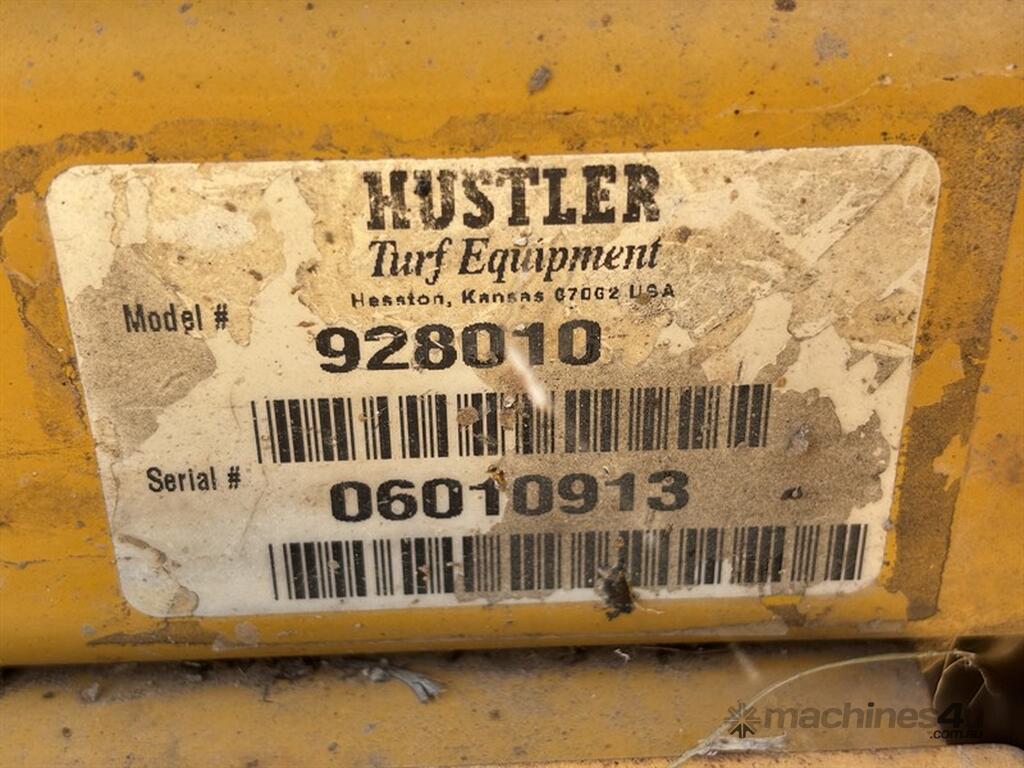 HUSTLER
Turf Equipment
Hesston, Kansas 67062 USA
Model #
928010
Serial #
06010913
machines4u
.com.au